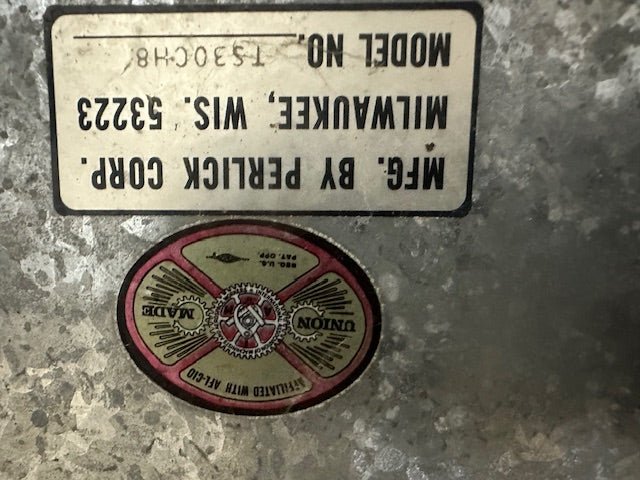 MFG. BY PERLICK CORP.
MILWAUKEE, WIS. 53223
MODEL NO. TS30CH8
AFFILIATED WITH AFL-CIO
UNION MADE
REG. U.S.
PAT. OFF.